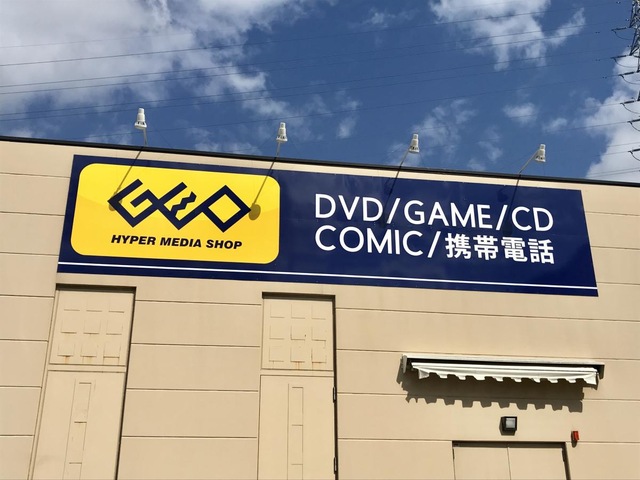 GEO
HYPER MEDIA SHOP
DVD/GAME/CD
COMIC/携帯電話